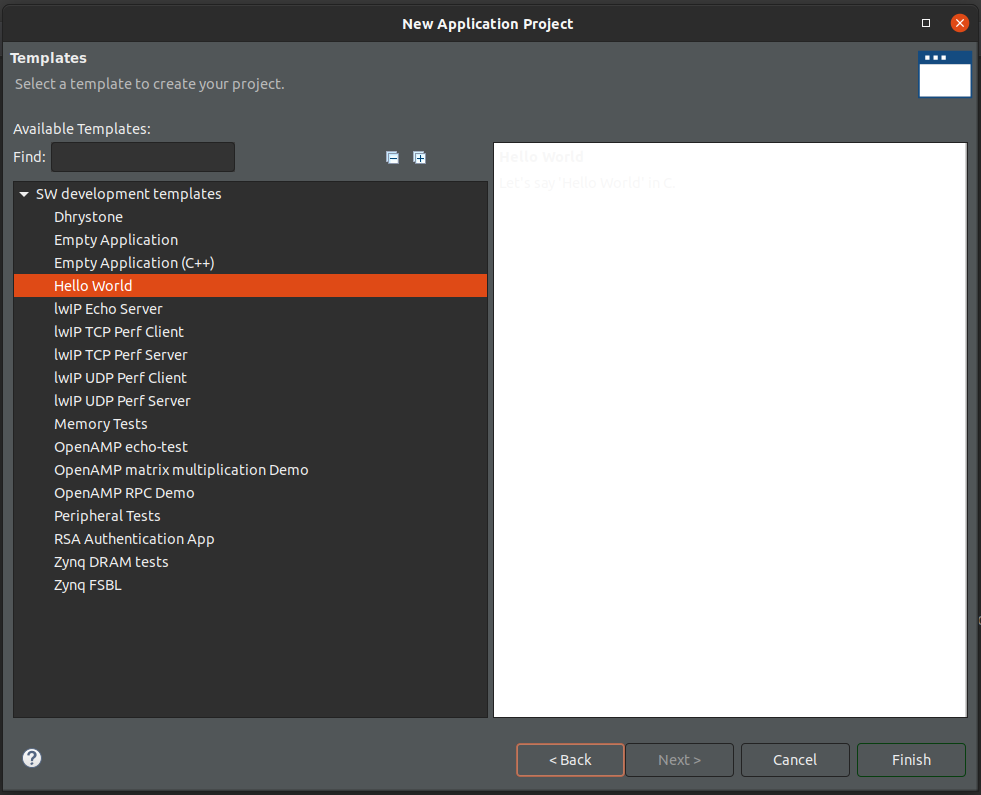 New Application Project
Templates
Select a template to create your project.
Available Templates:
Find:
SW development templates
Dhrystone
Empty Application
Empty Application (C++)
Hello World
lwIP Echo Server
lwIP TCP Perf Client
lwIP TCP Perf Server
lwIP UDP Perf Client
lwIP UDP Perf Server
Memory Tests
OpenAMP echo-test
OpenAMP matrix multiplication Demo
OpenAMP RPC Demo
Peripheral Tests
RSA Authentication App
Zynq DRAM tests
Zynq FSBL
Hello World
Let's say 'Hello World' in C.
?
< Back
Next >
Cancel
Finish